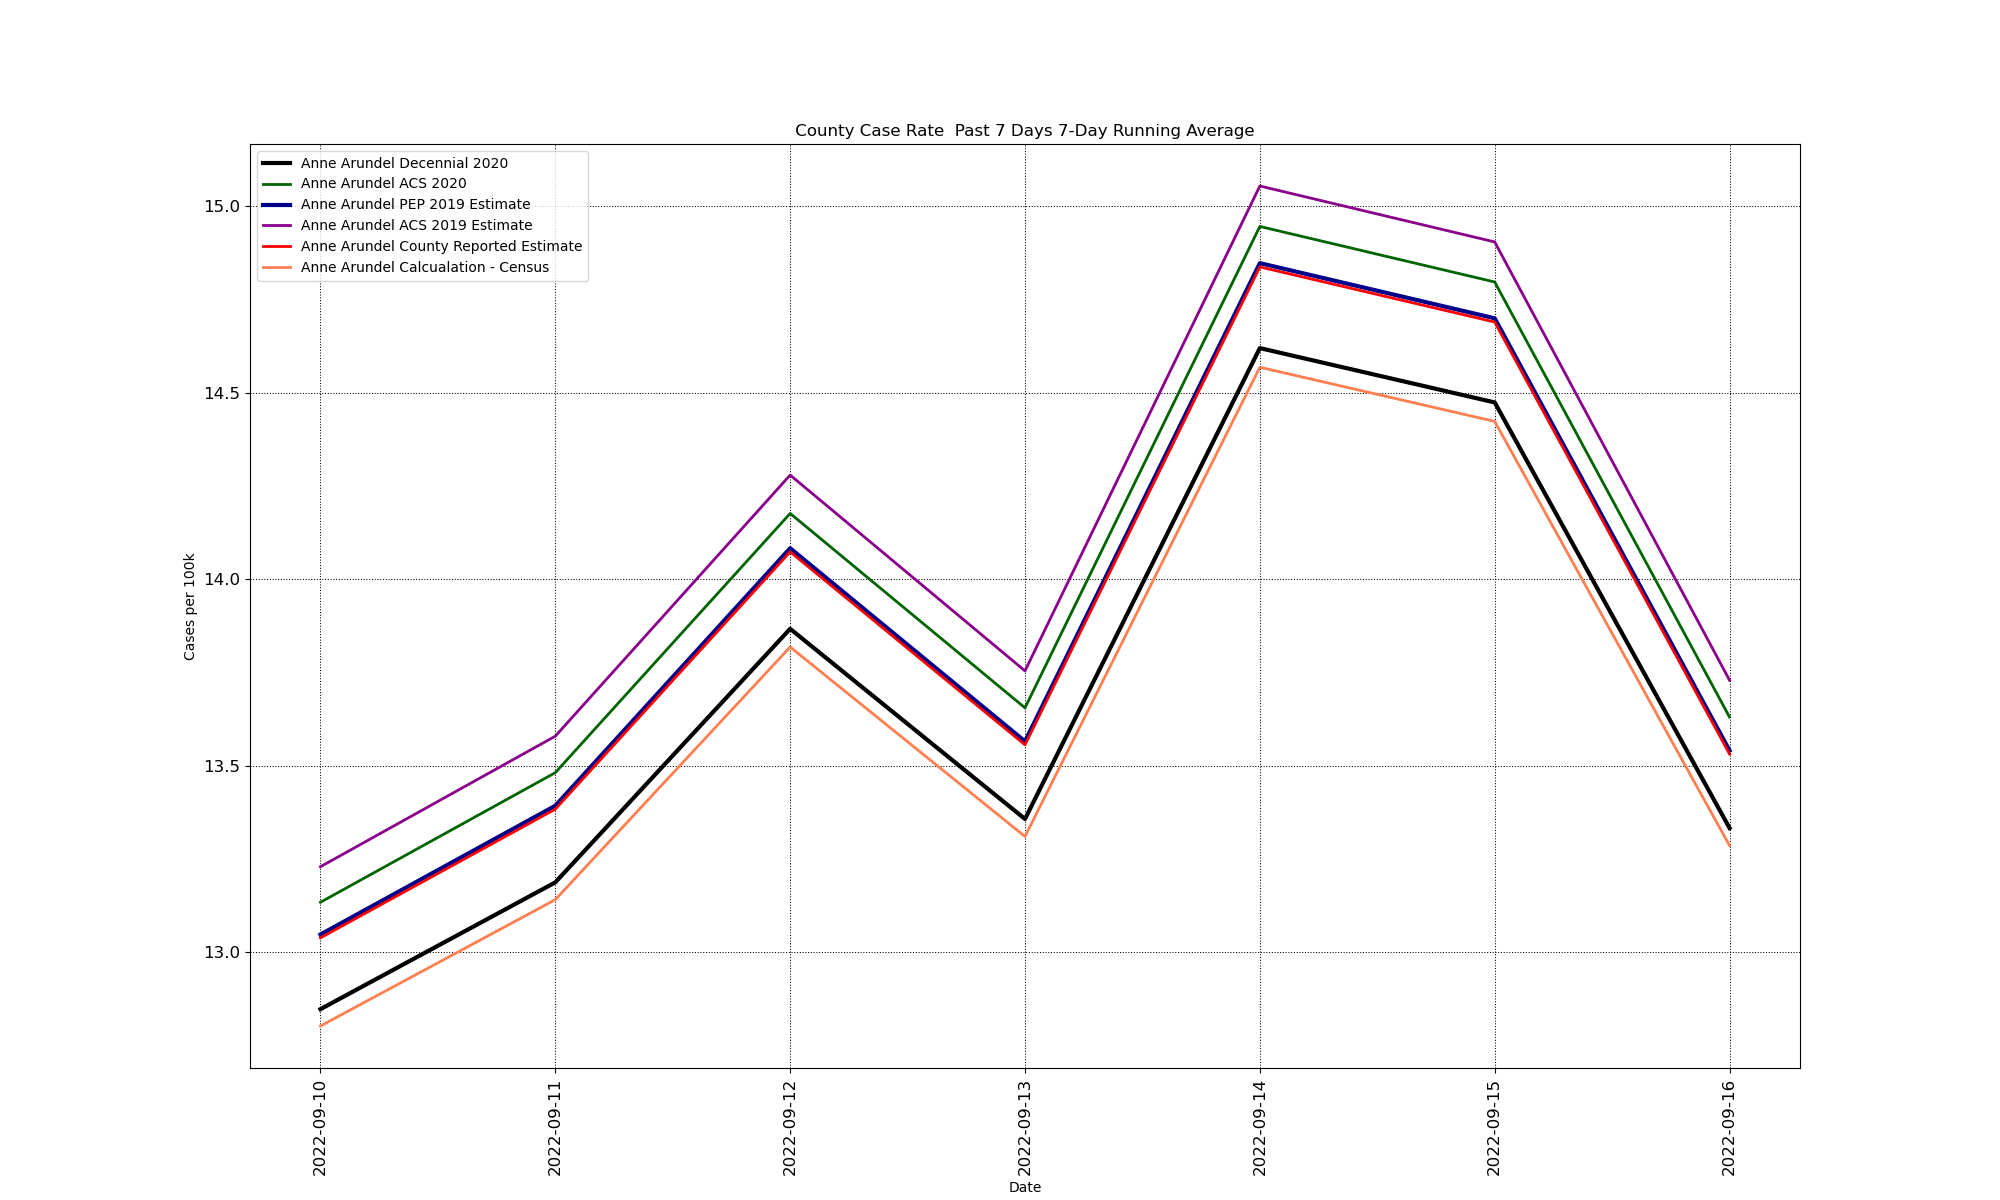 County Case Rate  Past 7 Days 7-Day Running Average
Anne Arundel Decennial 2020
Anne Arundel ACS 2020
Anne Arundel PEP 2019 Estimate
Anne Arundel ACS 2019 Estimate
Anne Arundel County Reported Estimate
Anne Arundel Calcualation - Census
15.0
14.5
14.0
13.5
13.0
Cases per 100k
2022-09-10
2022-09-11
2022-09-12
2022-09-13
2022-09-14
2022-09-15
2022-09-16
Date